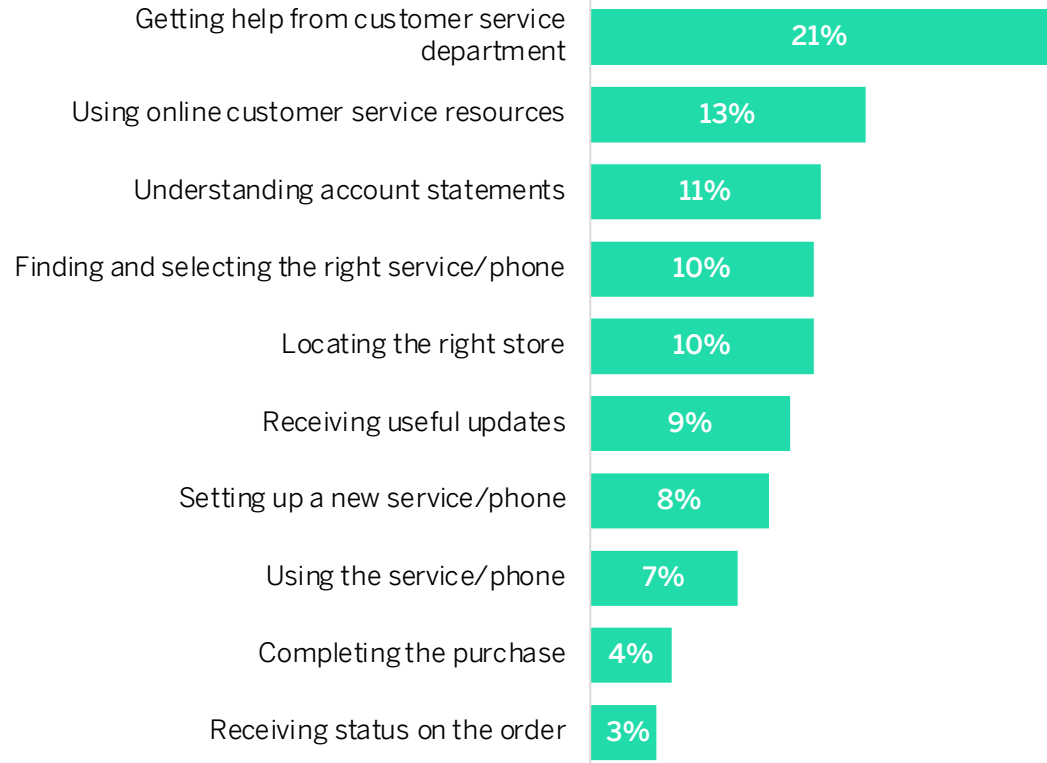 Getting help from customer service
department
21%
Using online customer service resources
13%
Understanding account statements
11%
Finding and selecting the right service/phone
10%
Locating the right store
10%
Receiving useful updates
9%
Setting up a new service/phone
8%
Using the service/phone
7%
Completing the purchase
4%
Receiving status on the order
3%